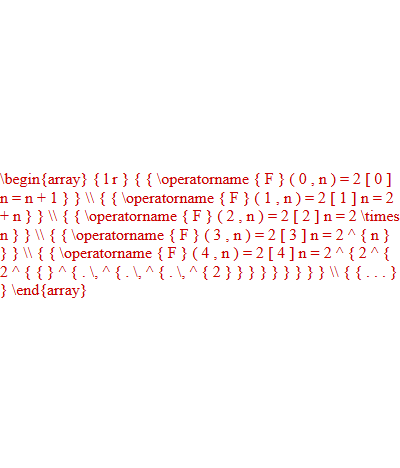 \begin{array} { l r } { { \operatorname { F } ( 0 , n ) = 2 [ 0 ]
n = n + 1 } } \\ { { \operatorname { F } ( 1 , n ) = 2 [ 1 ] n = 2
+ n } } \\ { { \operatorname { F } ( 2 , n ) = 2 [ 2 ] n = 2 \times
n } } \\ { { \operatorname { F } ( 3 , n ) = 2 [ 3 ] n = 2 ^ { n }
} } \\ { { \operatorname { F } ( 4 , n ) = 2 [ 4 ] n = 2 ^ { 2 ^ {
2 ^ { { } ^ { . \, ^ { . \, ^ { . \, ^ { 2 } } } } } } } } } \\ { { . . . }
} \end{array}